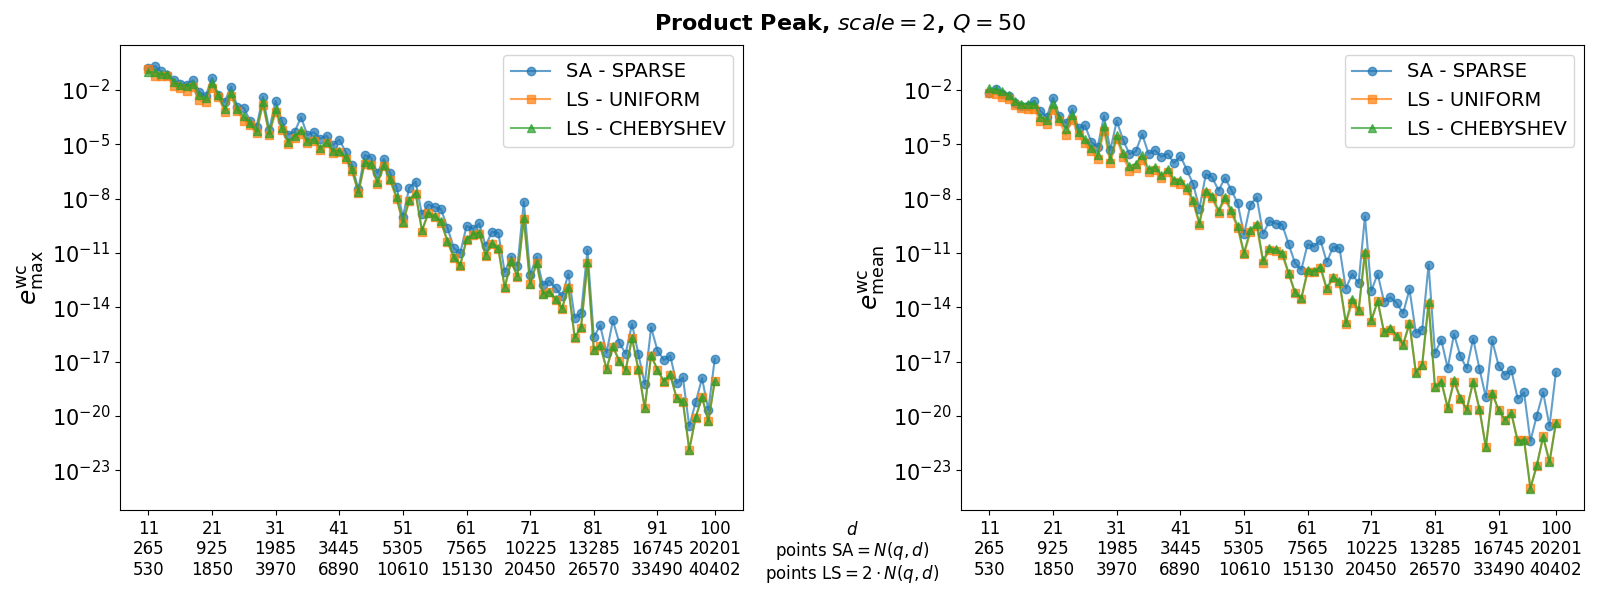 Product Peak, scale = 2, Q = 50
SA - SPARSE
LS - UNIFORM
LS - CHEBYSHEV
10⁻²
10⁻⁵
10⁻⁸
10⁻¹¹
10⁻¹⁴
10⁻¹⁷
10⁻²⁰
10⁻²³
e^wc_max
11 21 31 41 51 61 71 81 91 100
265 925 1985 3445 5305 7565 10225 13285 16745 20201
530 1850 3970 6890 10610 15130 20450 26570 33490 40402
d
points SA = N(q, d)
points LS = 2 · N(q, d)
SA - SPARSE
LS - UNIFORM
LS - CHEBYSHEV
10⁻²
10⁻⁵
10⁻⁸
10⁻¹¹
10⁻¹⁴
10⁻¹⁷
10⁻²⁰
10⁻²³
e^wc_mean
11 21 31 41 51 61 71 81 91 100
265 925 1985 3445 5305 7565 10225 13285 16745 20201
530 1850 3970 6890 10610 15130 20450 26570 33490 40402